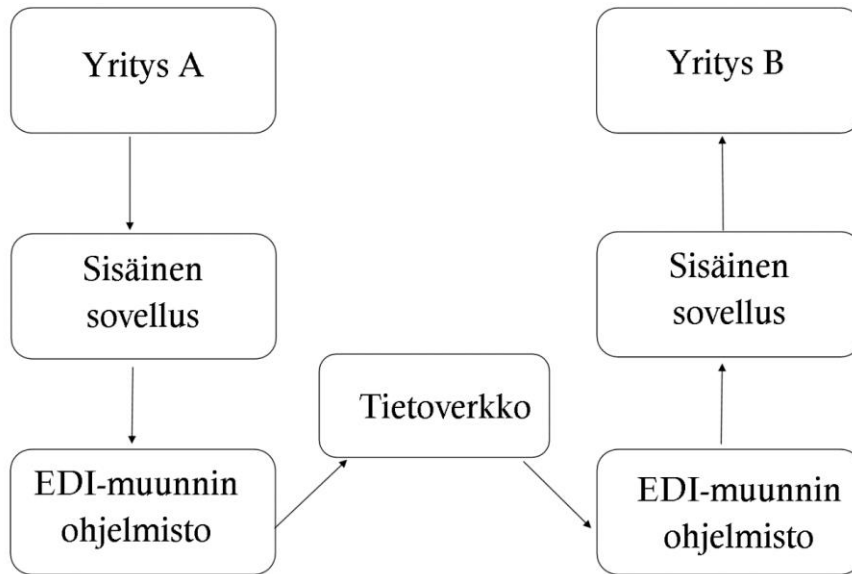 Yritys A
Yritys B
Sisäinen
sovellus
Sisäinen
sovellus
Tietoverkko
EDI-muunnin
ohjelmisto
EDI-muunnin
ohjelmisto